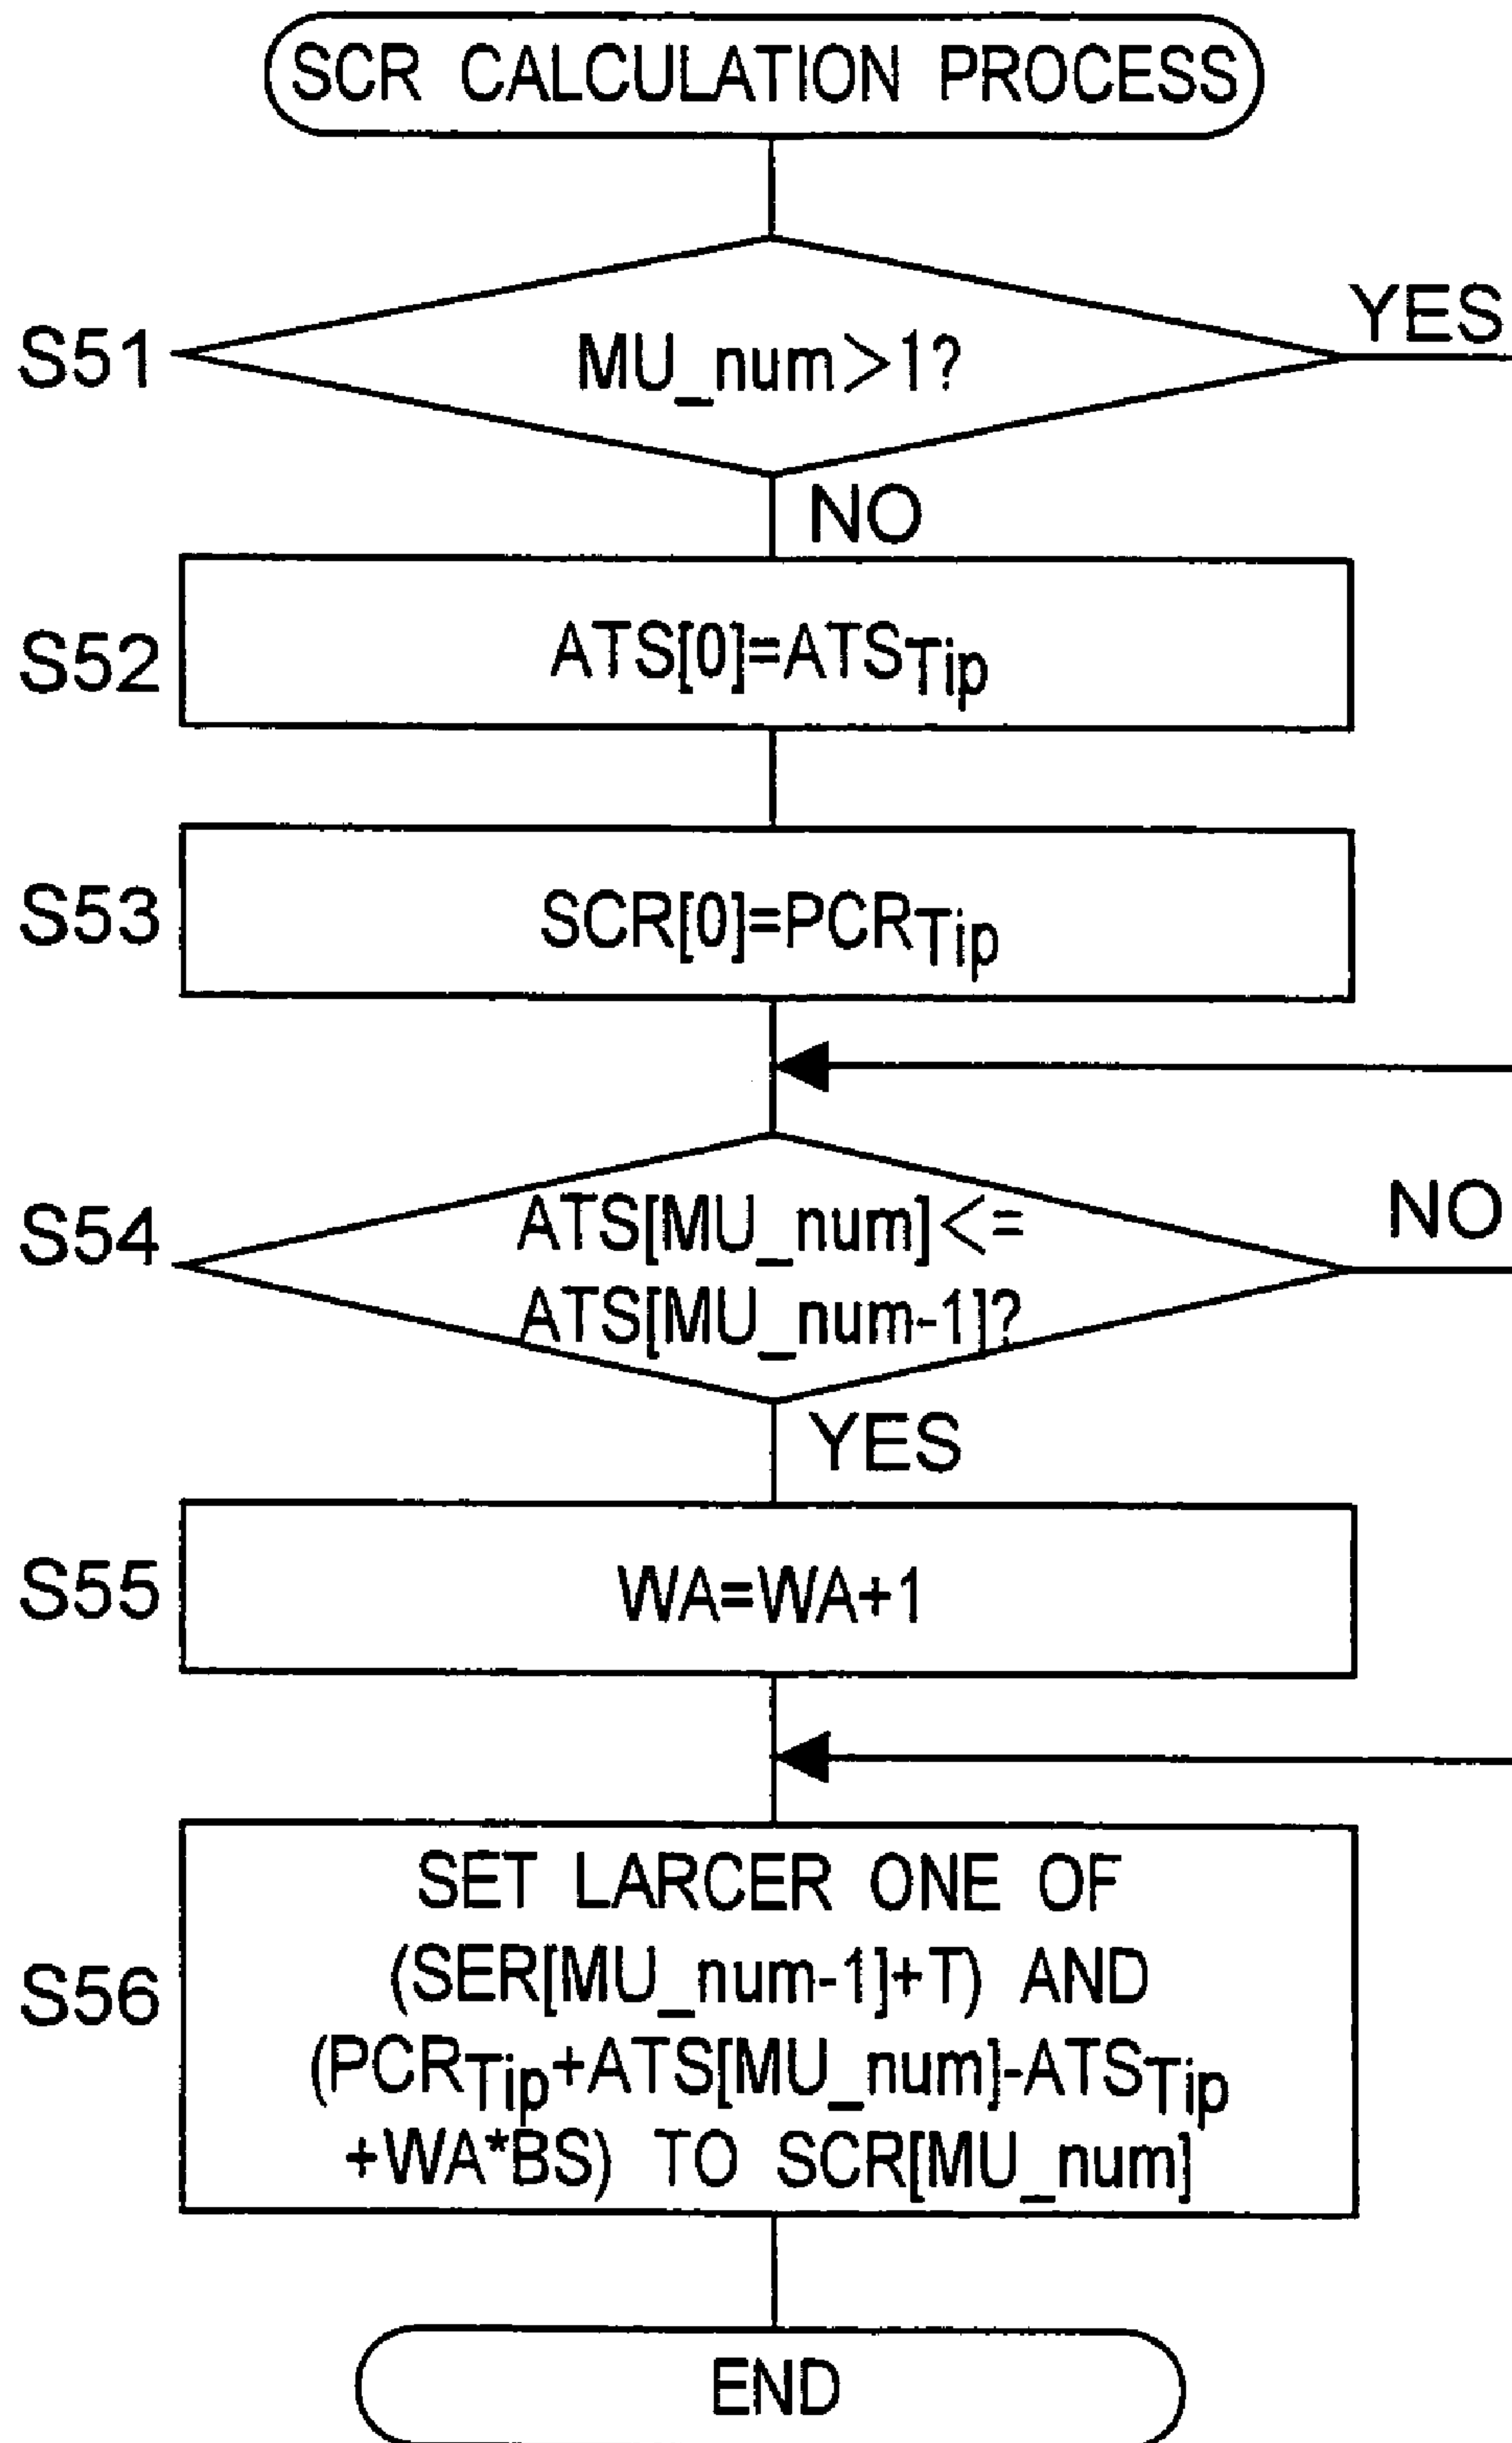 SCR CALCULATION PROCESS
S51
MU_num>1?
YES
NO
S52
ATS[0]=ATSTip
S53
SCR[0]=PCRTip
S54
ATS[MU_num]<=
ATS[MU_num-1]?
NO
YES
S55
WA=WA+1
S56
SET LARCER ONE OF
(SER[MU_num-1]+T) AND
(PCRTip+ATS[MU_num]-ATSTip
+WA*BS) TO SCR[MU_num]
END